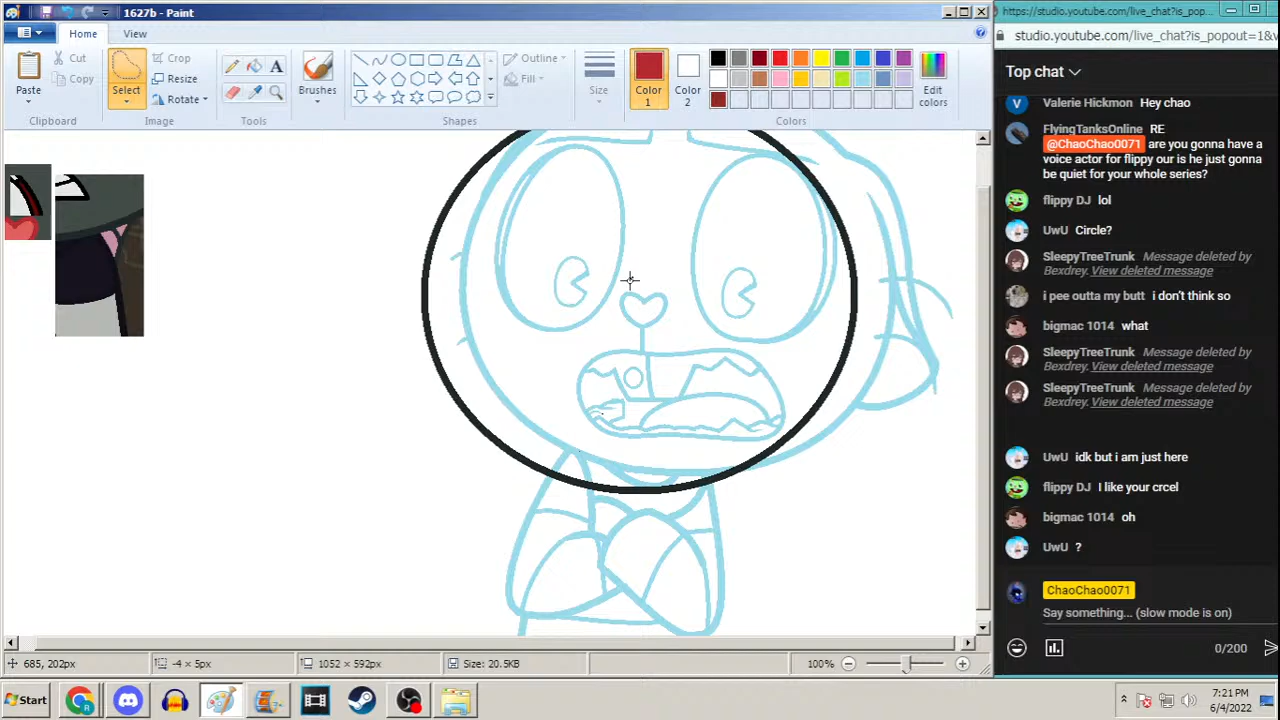 1627b - Paint
Home View
Paste
Cut
Copy
Clipboard
Select
Crop
Resize
Rotate
Image
A
Tools
Brushes
Outline
Fill
Shapes
Size
Color
1
Color
2
Edit
colors
Colors
685, 202px
-4 × 5px
1052 × 592px
Size: 20.5KB
100%
https://studio.youtube.com/live_chat?is_pop...
studio.youtube.com/live_chat?is_popout=1&
Top chat
V Valerie Hickmon Hey chao
FlyingTanksOnline RE
@ChaoChao0071 are you gonna have a
voice actor for flippy our is he just gonna
be quiet for your whole series?
flippy DJ lol
UwU Circle?
SleepyTreeTrunk Message deleted by
Bexdrey. View deleted message
i pee outta my butt i don't think so
bigmac 1014 what
SleepyTreeTrunk Message deleted by
Bexdrey. View deleted message
SleepyTreeTrunk Message deleted by
Bexdrey. View deleted message
UwU idk but i am just here
flippy DJ I like your crcel
bigmac 1014 oh
UwU ?
ChaoChao0071
Say something... (slow mode is on)
0/200
Start
7:21 PM
6/4/2022